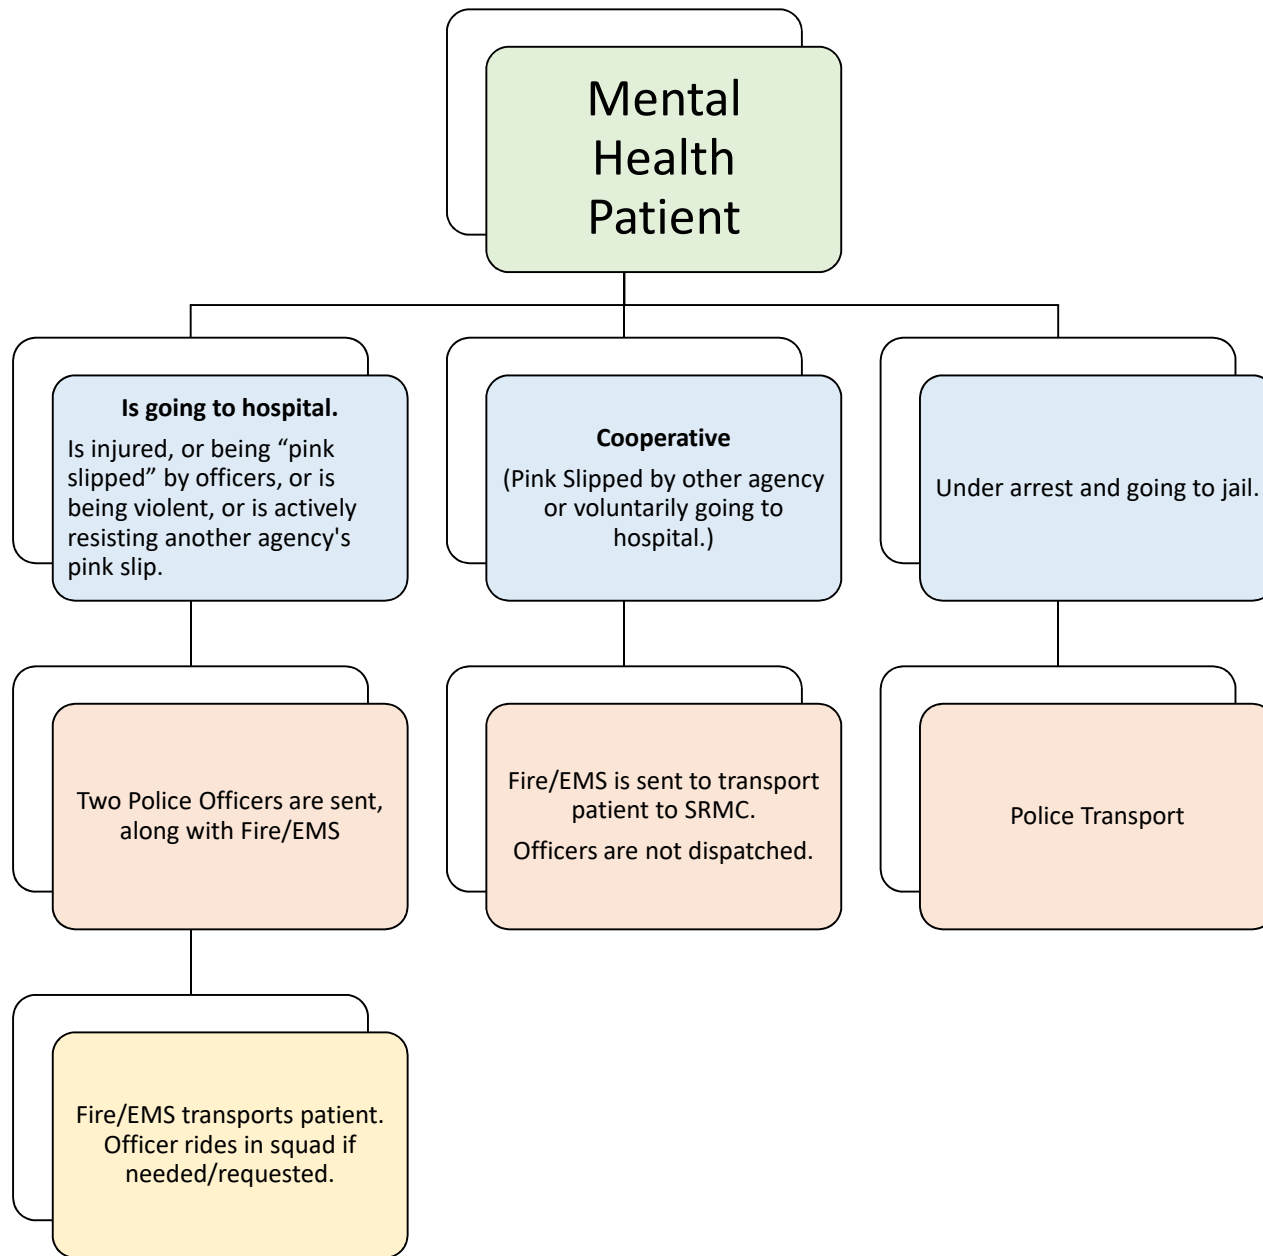 Mental
Health
Patient
Is going to hospital.
Is injured, or being “pink
slipped” by officers, or is
being violent, or is actively
resisting another agency's
pink slip.
Cooperative
(Pink Slipped by other agency
or voluntarily going to
hospital.)
Under arrest and going to jail.
Two Police Officers are sent,
along with Fire/EMS
Fire/EMS is sent to transport
patient to SRMC.
Officers are not dispatched.
Police Transport
Fire/EMS transports patient.
Officer rides in squad if
needed/requested.